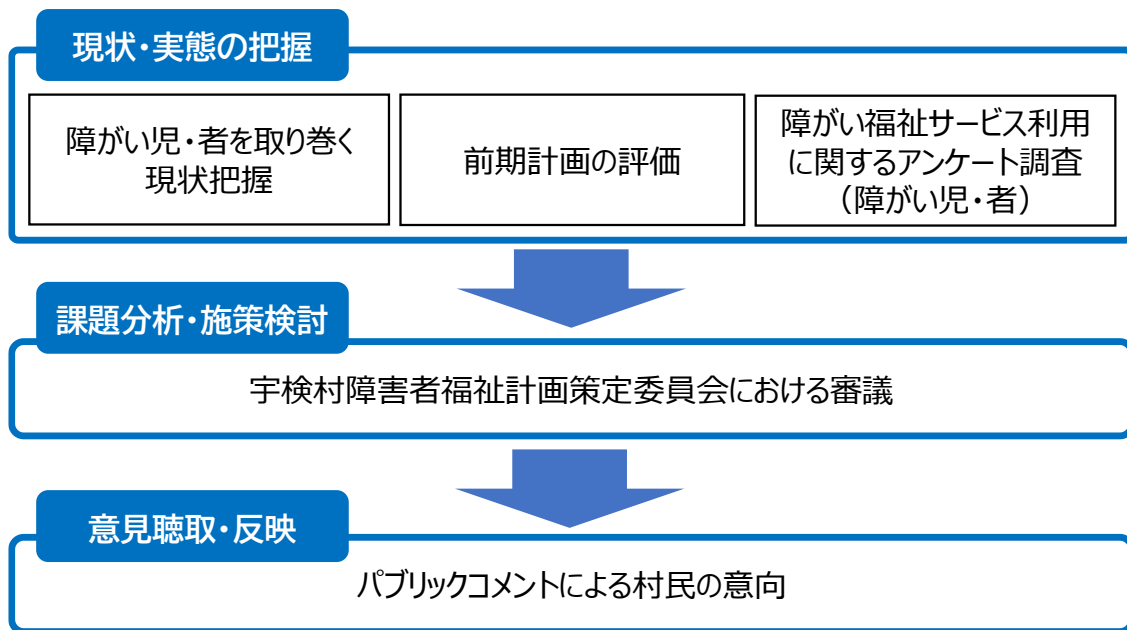 現状・実態の把握
障がい児・者を取り巻く
現状把握
前期計画の評価
障がい福祉サービス利用
に関するアンケート調査
（障がい児・者）
課題分析・施策検討
宇検村障害者福祉計画策定委員会における審議
意見聴取・反映
パブリックコメントによる村民の意向